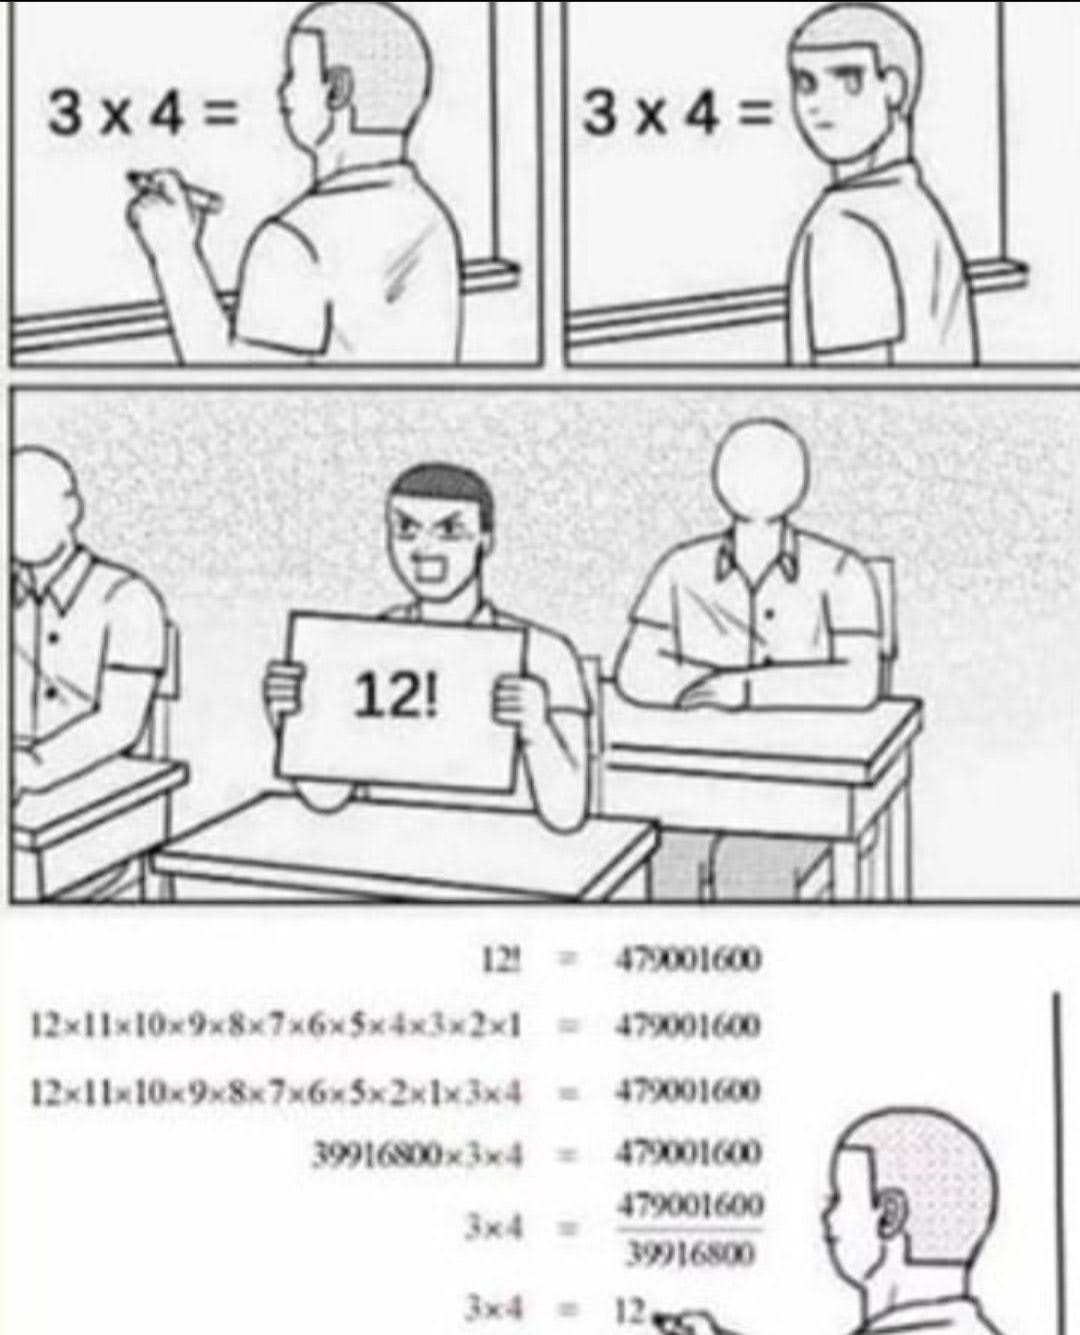 3 x 4 =
3 x 4 =
12!
12! = 479001600
12×11×10×9×8×7×6×5×4×3×2×1 = 479001600
12×11×10×9×8×7×6×5×2×1×3×4 = 479001600
39916800×3×4 = 479001600
3×4 = 479001600
39916800
3×4 = 12